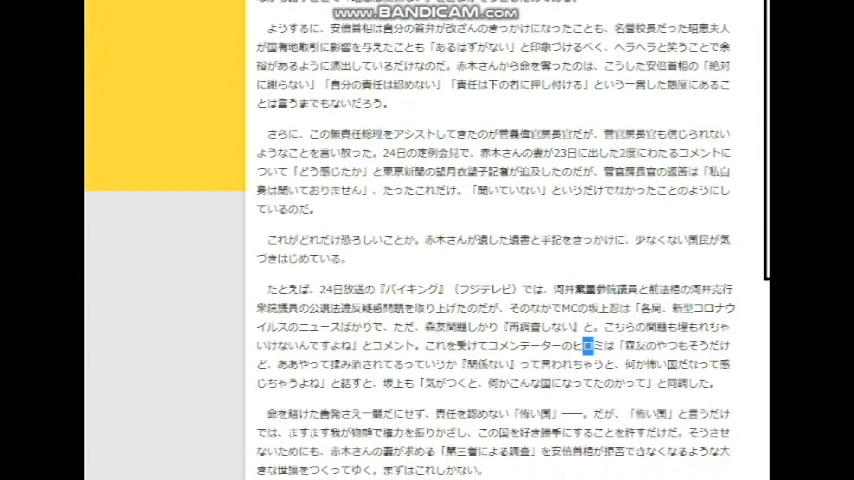 www.BANDICAM.com
ようするに、安倍首相は自分の答弁が改ざんのきっかけになったことも、名誉校長だった昭恵夫人
が国有地取引に影響を与えたことも「あるはずがない」と印象づけるべく、ヘラヘラと笑うことで余
裕があるように演出しているだけなのだ。赤木さんから命を奪ったのは、こうした安倍首相の「絶対
に謝らない」「自分の責任は認めない」「責任は下の者に押し付ける」という一貫した態度にあるこ
とは言うまでもないだろう。
さらに、この無責任総理をアシストしてきたのが菅義偉官房長官だが、菅官房長官も信じられない
ようなことを言い放った。24日の定例会見で、赤木さんの妻が23日に出した2度にわたるコメントに
ついて「どう感じたか」と東京新聞の望月衣塑子記者が追及したのだが、菅官房長官の返答は「私自
身は聞いておりません」、たったこれだけ。「聞いていない」というだけでなかったことのようにし
ているのだ。
これがどれだけ恐ろしいことか。赤木さんが遺した遺書と手記をきっかけに、少なくない国民が気
づきはじめている。
たとえば、24日放送の『バイキング』（フジテレビ）では、河井案里参院議員と前法相の河井克行
衆院議員の公選法違反疑惑問題を取り上げたのだが、そのなかでMCの坂上忍は「各局、新型コロナウ
イルスのニュースばかりで、ただ、森友問題しかり『再調査しない』と。こちらの問題も埋もれちゃ
いけないんですよね」とコメント。これを受けてコメンテーターのヒロミは「森友のやつもそうだけ
ど、ああやって揉み消されてるっていうか『関係ない』って言われちゃうと、何か怖い国だなって感
じちゃうよね」と話すと、坂上も「気がつくと、何かこんな国になってたのかって」と同調した。
命を賭けた告発さえ一顧だにせず、責任を認めない「怖い国」――。だが、「怖い国」と言うだけ
では、ますます我が物顔で権力を振りかざし、この国を好き勝手にすることを許すだけだ。そうさせ
ないためにも、赤木さんの妻が求める「第三者による調査」を安倍首相が拒否できなくなるような大
きな世論をつくってゆく。まずはこれしかない。